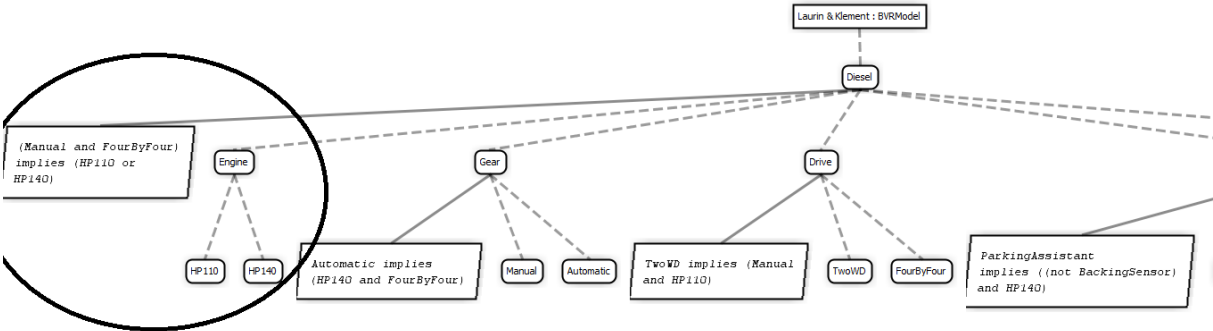 Laurin & Klement : BVRModel
Diesel
(Manual and FourByFour)
implies (HP110 or
HP140)
Engine
Gear
Drive
HP110
HP140
Automatic implies
(HP140 and FourByFour)
Manual
Automatic
TwoWD implies (Manual
and HP110)
TwoWD
FourByFour
ParkingAssistant
implies ((not BackingSensor)
and HP140)